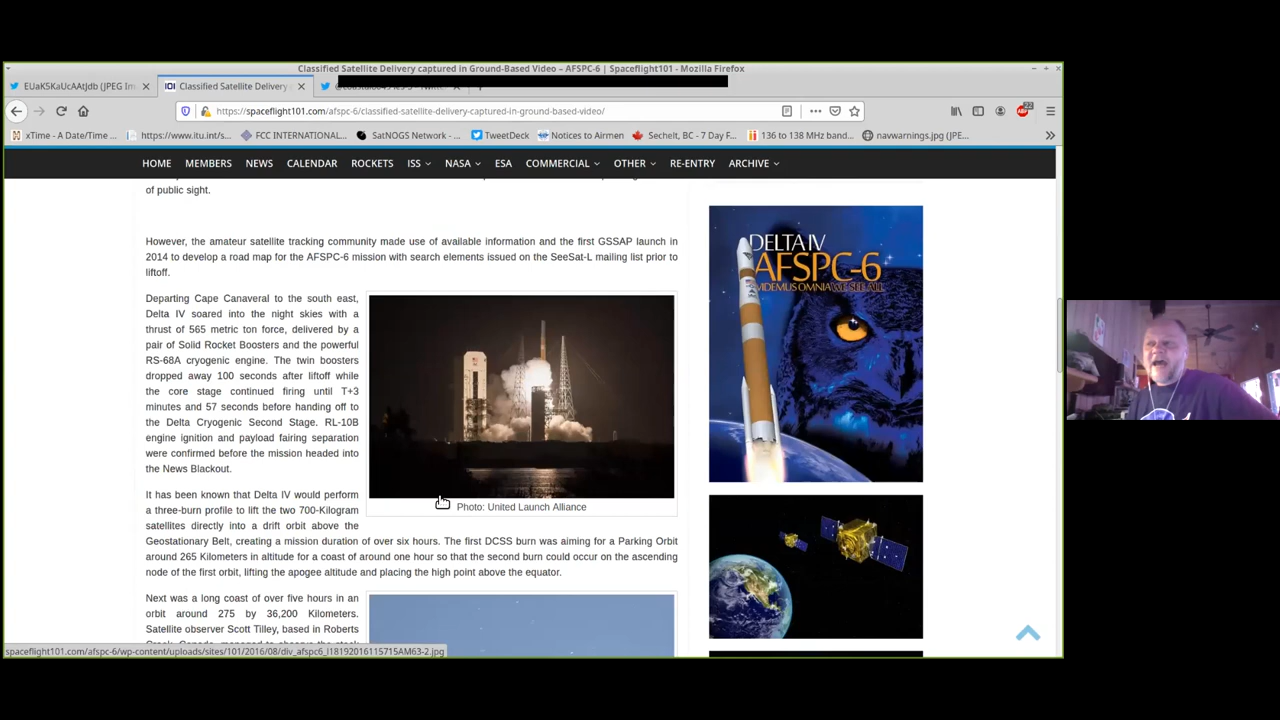 Classified Satellite Delivery captured in Ground-Based Video – AFSPC-6 | Spaceflight101 - Mozilla Firefox
EUaKSKaUcAAtJdb (JPEG Im
Classified Satellite Delivery
https://spaceflight101.com/afspc-6/classified-satellite-delivery-captured-in-ground-based-video/
xTime - A Date/Time ...
https://www.itu.int/s...
FCC INTERNATIONAL...
SatNOGS Network - ...
TweetDeck
Notices to Airmen
Sechelt, BC - 7 Day F...
136 to 138 MHz band...
navwarnings.jpg (JPE...
HOME MEMBERS NEWS CALENDAR ROCKETS ISS NASA ESA COMMERCIAL OTHER RE-ENTRY ARCHIVE
of public sight.
However, the amateur satellite tracking community made use of available information and the first GSSAP launch in
2014 to develop a road map for the AFSPC-6 mission with search elements issued on the SeeSat-L mailing list prior to
liftoff.
Departing Cape Canaveral to the south east,
Delta IV soared into the night skies with a
thrust of 565 metric ton force, delivered by a
pair of Solid Rocket Boosters and the powerful
RS-68A cryogenic engine. The twin boosters
dropped away 100 seconds after liftoff while
the core stage continued firing until T+3
minutes and 57 seconds before handing off to
the Delta Cryogenic Second Stage. RL-10B
engine ignition and payload fairing separation
were confirmed before the mission headed into
the News Blackout.
Photo: United Launch Alliance
It has been known that Delta IV would perform
a three-burn profile to lift the two 700-Kilogram
satellites directly into a drift orbit above the
Geostationary Belt, creating a mission duration of over six hours. The first DCSS burn was aiming for a Parking Orbit
around 265 Kilometers in altitude for a coast of around one hour so that the second burn could occur on the ascending
node of the first orbit, lifting the apogee altitude and placing the high point above the equator.
Next was a long coast of over five hours in an
orbit around 275 by 36,200 Kilometers.
Satellite observer Scott Tilley, based in Roberts
DELTA IV
AFSPC-6
VIDEMUS OMNIA WE SEE ALL
spaceflight101.com/afspc-6/wp-content/uploads/sites/101/2016/08/div_afspc6_l18192016115715AM63-2.jpg